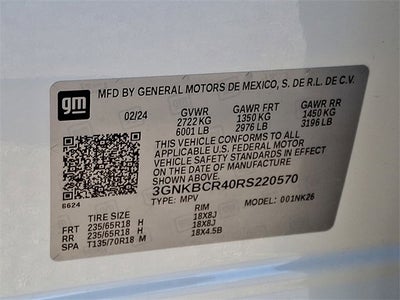 gm
MFD BY GENERAL MOTORS DE MEXICO, S. DE R.L. DE C.V.
02/24 GVWR GAWR FRT GAWR RR
2722 KG 1350 KG 1450 KG
6001 LB 2976 LB 3196 LB
THIS VEHICLE CONFORMS TO ALL APPLICABLE
U.S. FEDERAL MOTOR VEHICLE
SAFETY STANDARDS IN EFFECT
ON THE DATE OF MANUFACTURE
SHOWN ABOVE.
3GNKBCR40RS220570
TYPE: MPV MODEL: 001NK26
6624
TIRE SIZE RIM
FRT 235/65R18 H 18X8J
RR 235/65R18 H 18X8J
SPA T135/70R18 M 18X4.5B